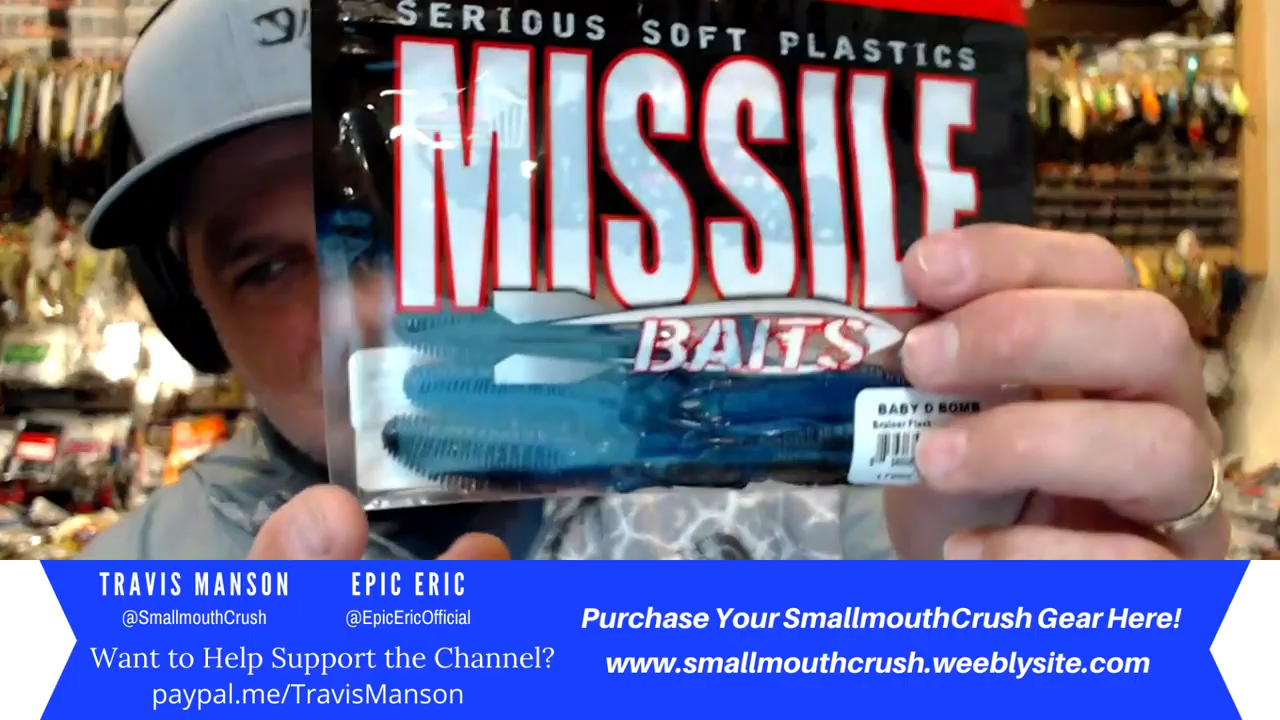 SERIOUS SOFT PLASTICS
MISSILE
BAITS
BABY D BOMB
TRAVIS MANSON
EPIC ERIC
@SmallmouthCrush
@EpicEricOfficial
Want to Help Support the Channel?
paypal.me/TravisManson
Purchase Your SmallmouthCrush Gear Here!
www.smallmouthcrush.weeblysite.com